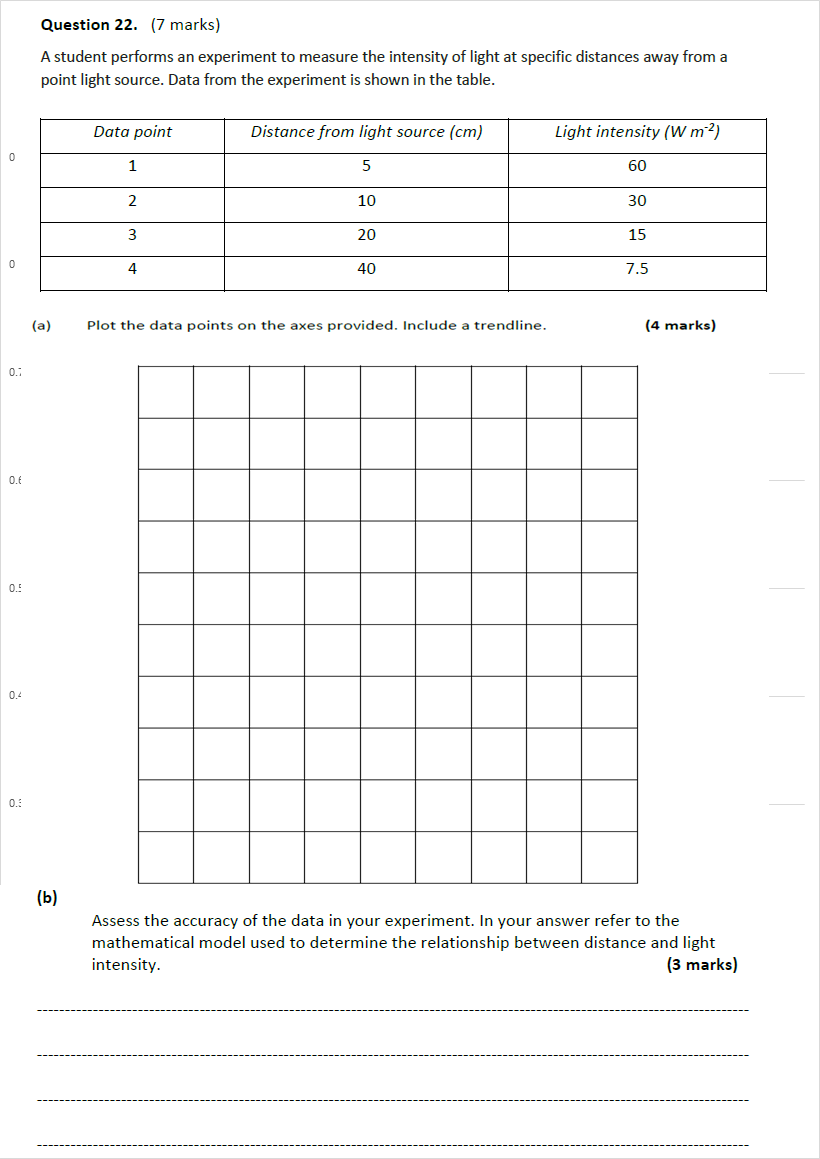 Question 22. (7 marks)
A student performs an experiment to measure the intensity of light at specific distances away from a
point light source. Data from the experiment is shown in the table.
Data point Distance from light source (cm) Light intensity (W m⁻²)
0
1 5 60
2 10 30
3 20 15
0
4 40 7.5
(a) Plot the data points on the axes provided. Include a trendline. (4 marks)
0.7
0.6
0.5
0.4
0.3
(b)
Assess the accuracy of the data in your experiment. In your answer refer to the
mathematical model used to determine the relationship between distance and light
intensity. (3 marks)